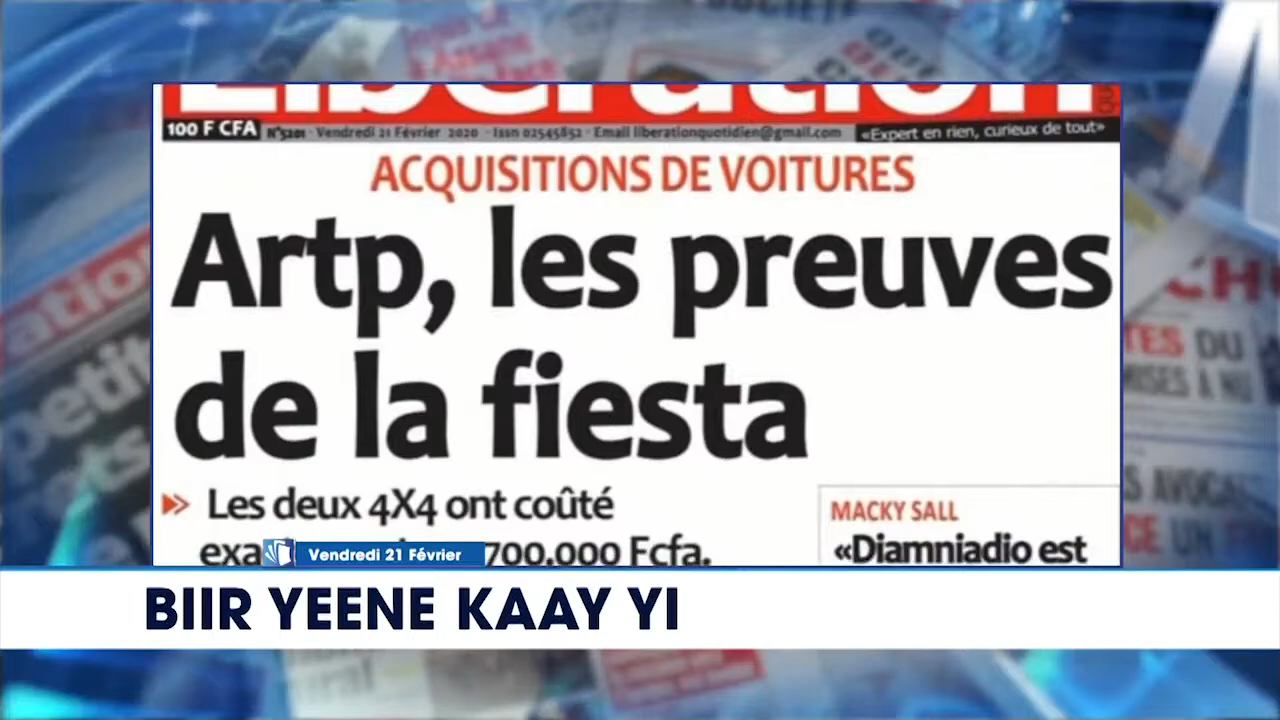 Libération
100 F CFA N°5201 - Vendredi 21 Février 2020 - Issn 02545852 - Email liberationquotidien@gmail.com «Expert en rien, curieux de tout»
ACQUISITIONS DE VOITURES
Artp, les preuves
de la fiesta
Les deux 4X4 ont coûté
700.000 Fcfa.
MACKY SALL
«Diamniadio est
Vendredi 21 Février
BIIR YEENE KAAY YI